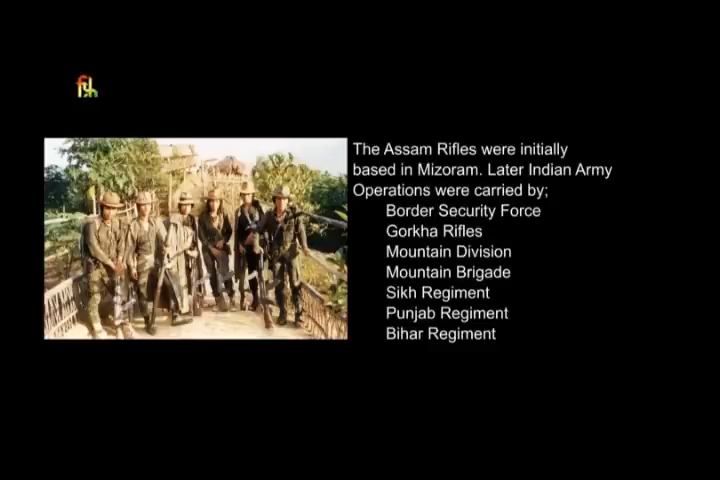 The Assam Rifles were initially
based in Mizoram. Later Indian Army
Operations were carried by;
Border Security Force
Gorkha Rifles
Mountain Division
Mountain Brigade
Sikh Regiment
Punjab Regiment
Bihar Regiment